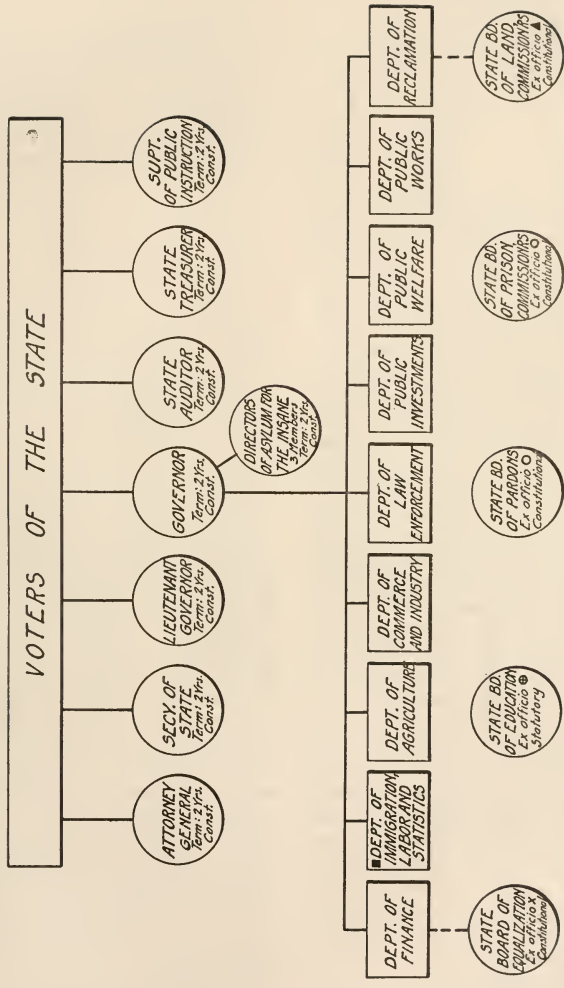 VOTERS OF THE STATE
ATTORNEY
GENERAL
Term: 2 Yrs.
Const.
SECY. OF
STATE
Term: 2 Yrs.
Const.
LIEUTENANT
GOVERNOR
Term: 2 Yrs.
Const.
GOVERNOR
Term: 2 Yrs.
Const.
STATE
AUDITOR
Term: 2 Yrs.
Const.
STATE
TREASURER
Term: 2 Yrs.
Const.
SUPT.
OF PUBLIC
INSTRUCTION
Term: 2 Yrs.
Const.
DIRECTORS
OF ASYLUM FOR
THE INSANE
3 Members
Term: 2 Yrs.
Const.
DEPT. OF
FINANCE
■DEPT. OF
IMMIGRATION,
LABOR AND
STATISTICS
DEPT. OF
AGRICULTURE
DEPT. OF
COMMERCE
AND INDUSTRY
DEPT. OF
LAW
ENFORCEMENT
DEPT. OF
PUBLIC
INVESTMENTS
DEPT. OF
PUBLIC
WELFARE
DEPT. OF
PUBLIC
WORKS
DEPT. OF
RECLAMATION
STATE
BOARD OF
EQUALIZATION
Ex officio X
Constitutional
STATE BD.
OF EDUCATION
Ex officio ⊕
Statutory
STATE BD.
OF PARDONS
Ex officio O
Constitutional
STATE BD.
OF PRISON
COMMISSION'RS
Ex officio O
Constitutional
STATE BD.
OF LAND
COMMISSION'RS
Ex officio ▲
Constitutional